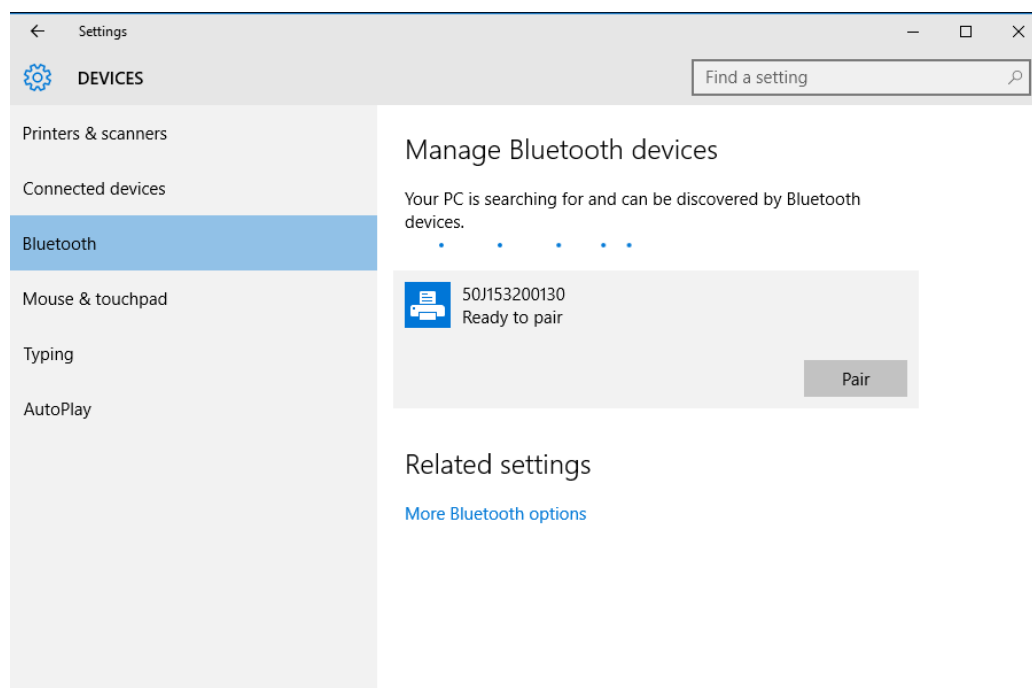 Settings
DEVICES
Find a setting
Printers & scanners
Connected devices
Bluetooth
Mouse & touchpad
Typing
AutoPlay
Manage Bluetooth devices
Your PC is searching for and can be discovered by Bluetooth
devices.
50J153200130
Ready to pair
Pair
Related settings
More Bluetooth options